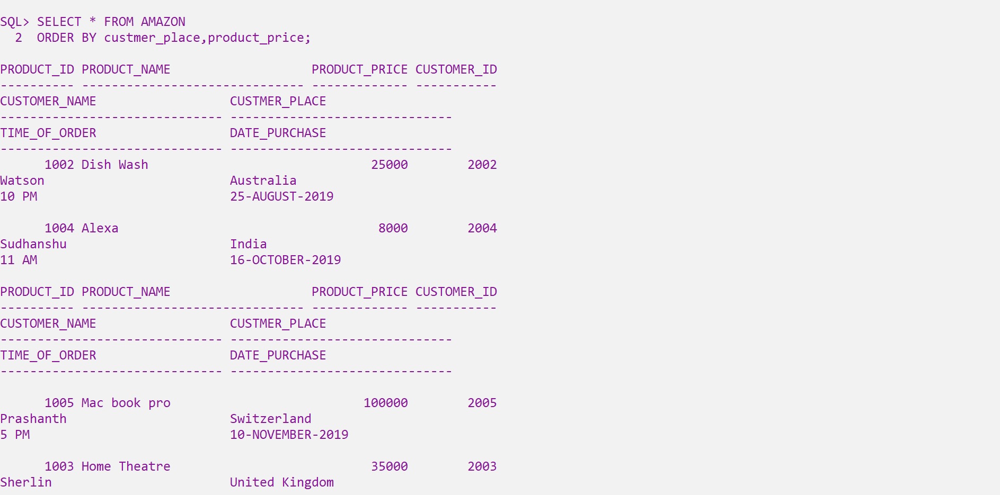 SQL> SELECT * FROM AMAZON
  2  ORDER BY custmer_place,product_price;

PRODUCT_ID PRODUCT_NAME                   PRODUCT_PRICE CUSTOMER_ID
---------- ------------------------------ ------------- -----------
CUSTOMER_NAME                  CUSTMER_PLACE
------------------------------ ------------------------------
TIME_OF_ORDER                  DATE_PURCHASE
------------------------------ ------------------------------
      1002 Dish Wash                              25000        2002
Watson                         Australia
10 PM                          25-AUGUST-2019

      1004 Alexa                                   8000        2004
Sudhanshu                      India
11 AM                          16-OCTOBER-2019

PRODUCT_ID PRODUCT_NAME                   PRODUCT_PRICE CUSTOMER_ID
---------- ------------------------------ ------------- -----------
CUSTOMER_NAME                  CUSTMER_PLACE
------------------------------ ------------------------------
TIME_OF_ORDER                  DATE_PURCHASE
------------------------------ ------------------------------

      1005 Mac book pro                          100000        2005
Prashanth                      Switzerland
5 PM                           10-NOVEMBER-2019

      1003 Home Theatre                           35000        2003
Sherlin                        United Kingdom